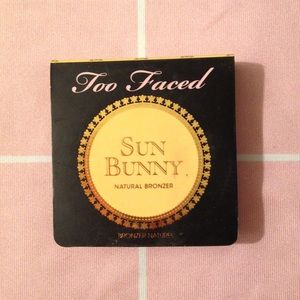 Too Faced
SUN
BUNNY
NATURAL BRONZER
BRONZER NATUREL